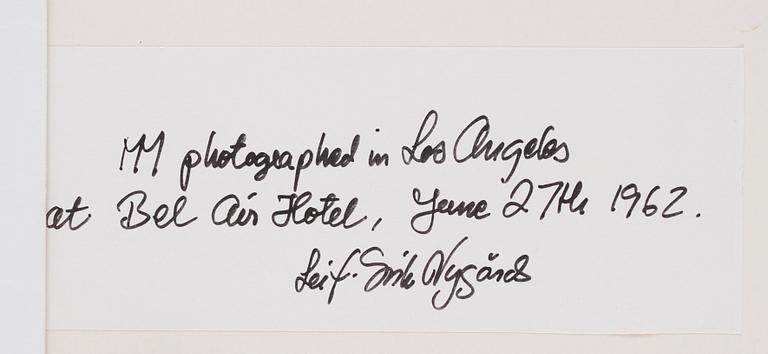 MM photographed in Los Angeles
at Bel Air Hotel, June 27th 1962.
Leif-Erik Nygårds